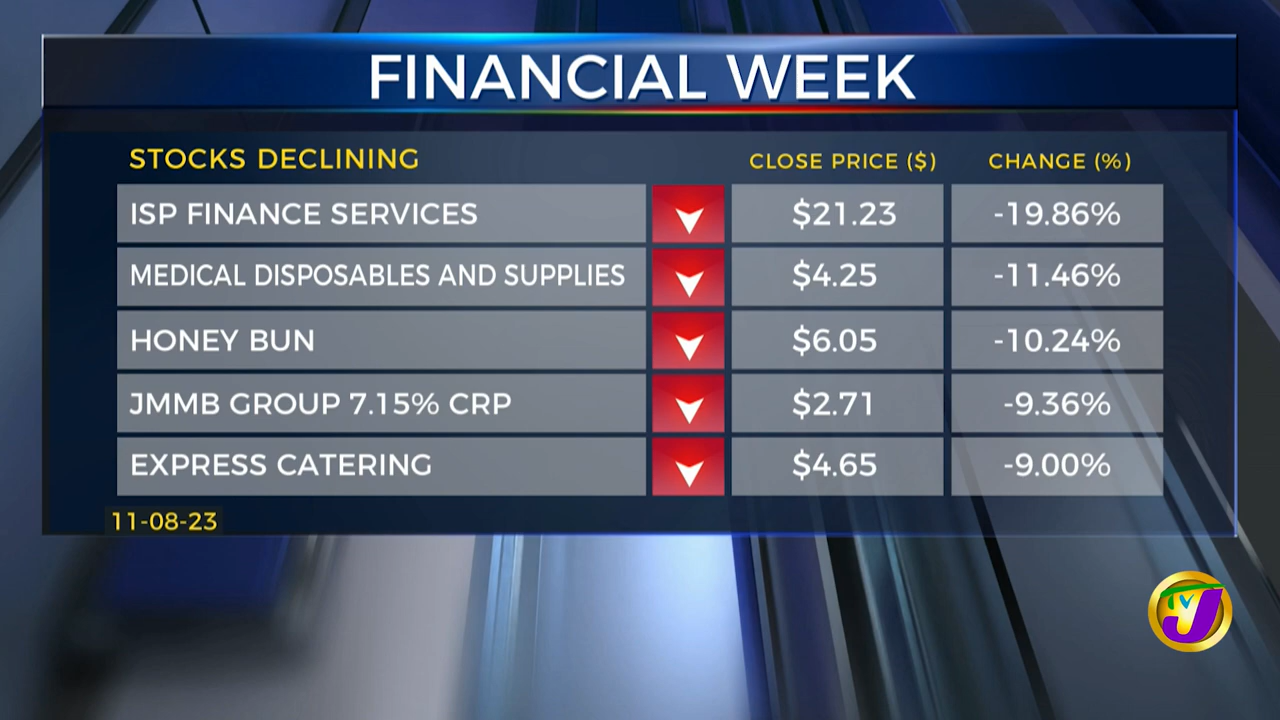 FINANCIAL WEEK
STOCKS DECLINING CLOSE PRICE ($) CHANGE (%)
ISP FINANCE SERVICES $21.23 -19.86%
MEDICAL DISPOSABLES AND SUPPLIES $4.25 -11.46%
HONEY BUN $6.05 -10.24%
JMMB GROUP 7.15% CRP $2.71 -9.36%
EXPRESS CATERING $4.65 -9.00%
11-08-23
TVJ